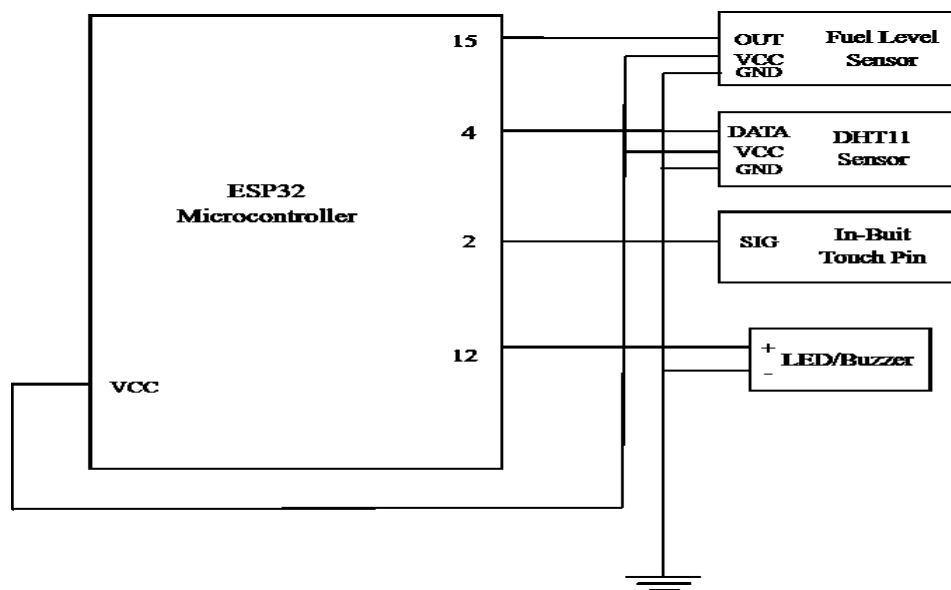 15
OUT
Fuel Level
VCC
Sensor
GND
4
DATA
DHT11
VCC
Sensor
GND
ESP32
Microcontroller
2
SIG
In-Buit
Touch Pin
12
+
LED/Buzzer
-
VCC